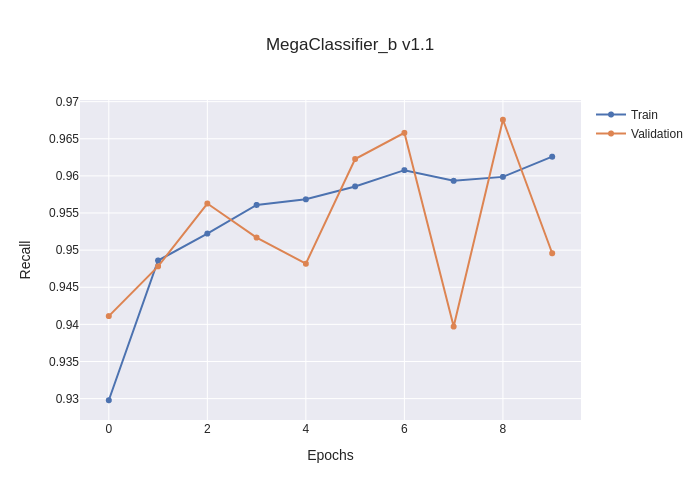 MegaClassifier_b v1.1
0.97
0.965
0.96
0.955
0.95
0.945
0.94
0.935
0.93
Recall
0 2 4 6 8
Epochs
Train
Validation